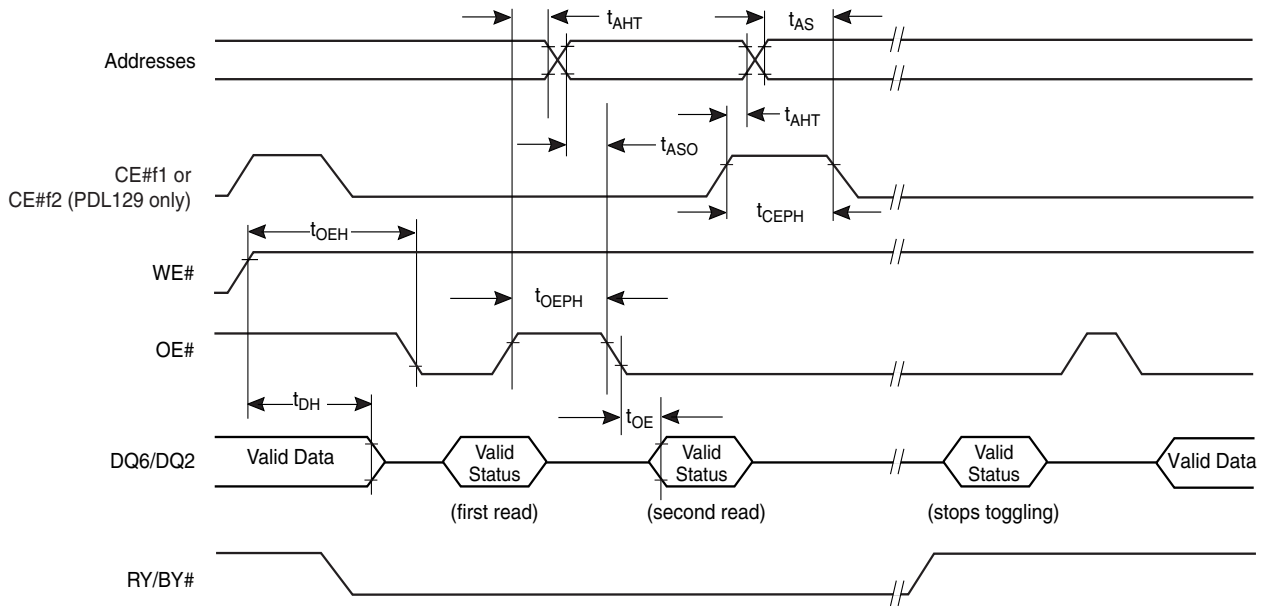 tAHT
tAS
Addresses
tAHT
tASO
CE#f1 or
CE#f2 (PDL129 only)
tCEPH
tOEH
WE#
tOEPH
OE#
tDH
tOE
DQ6/DQ2
Valid Data
Valid
Status
Valid
Status
Valid
Status
Valid Data
(first read)
(second read)
(stops toggling)
RY/BY#